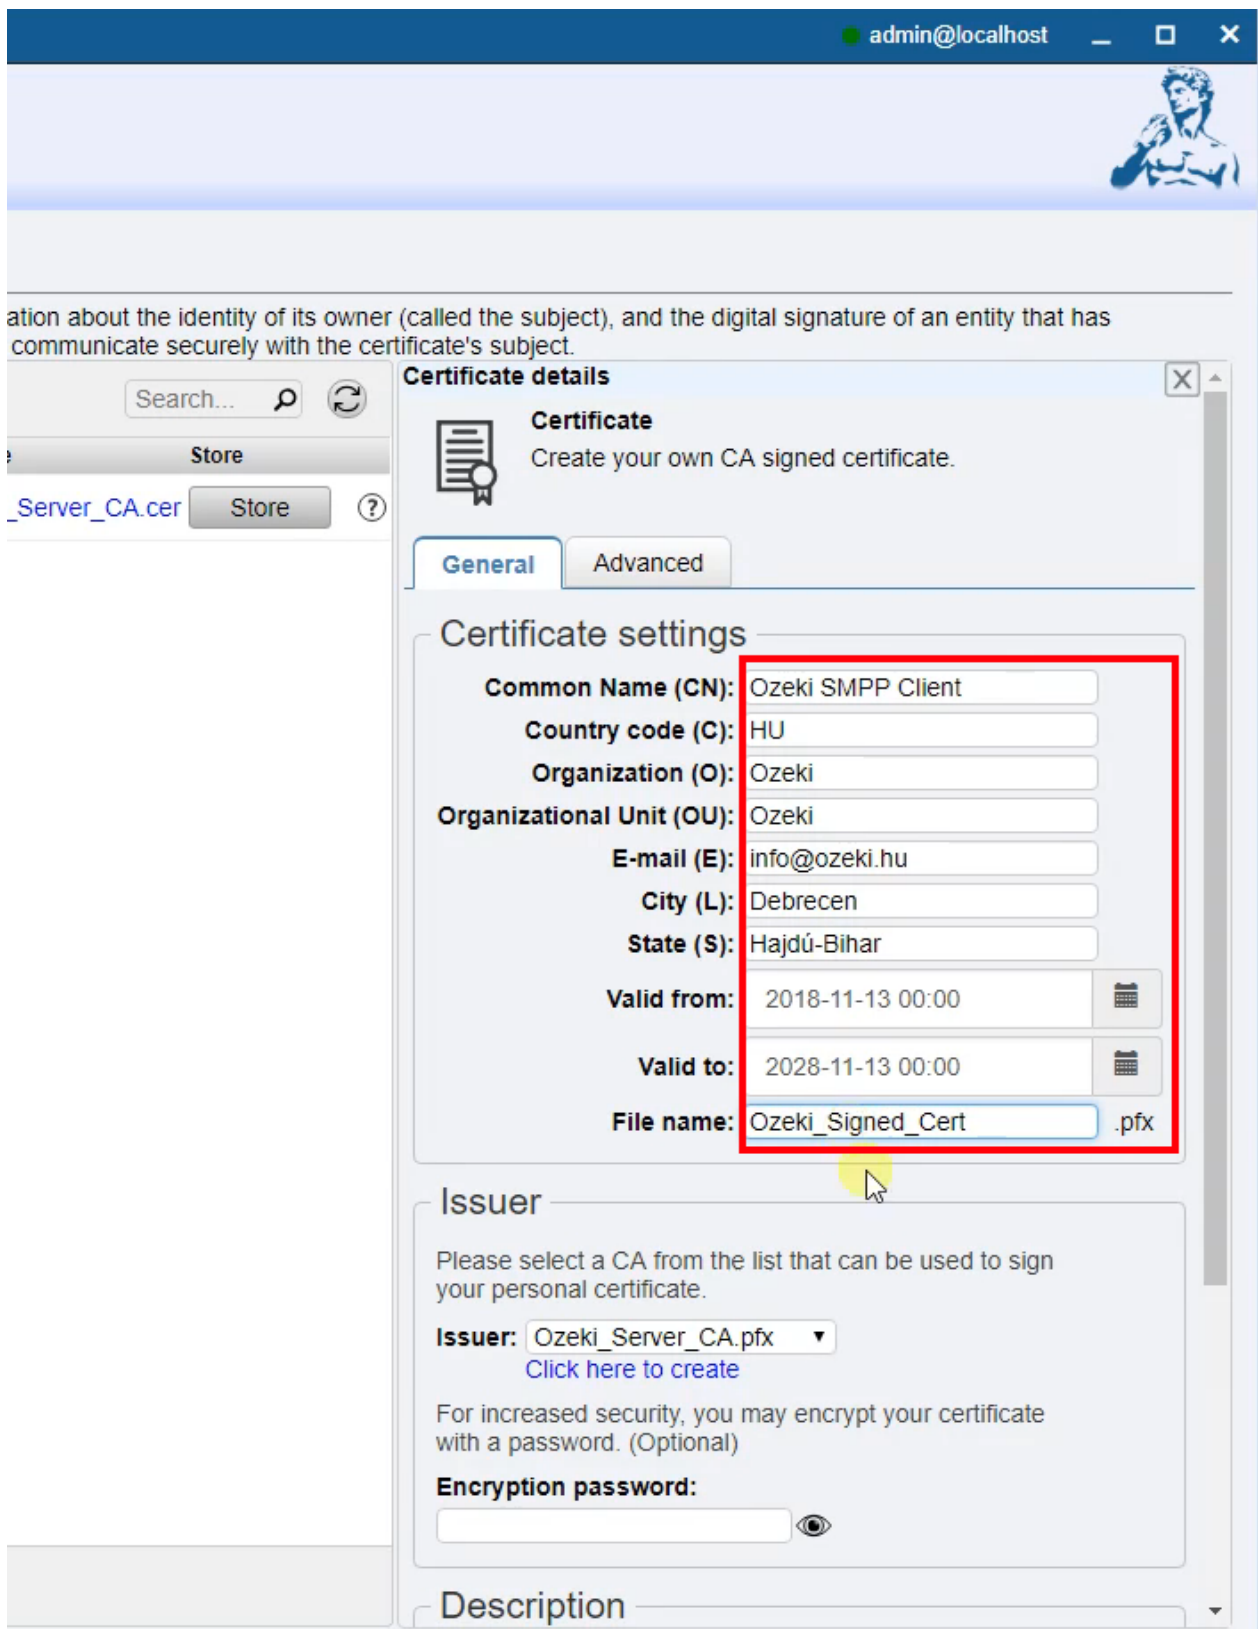 admin@localhost
ation about the identity of its owner (called the subject), and the digital signature of an entity that has
communicate securely with the certificate's subject.
Search...
Store
_Server_CA.cer Store ?
Certificate details X
Certificate
Create your own CA signed certificate.
General Advanced
Certificate settings
Common Name (CN): Ozeki SMPP Client
Country code (C): HU
Organization (O): Ozeki
Organizational Unit (OU): Ozeki
E-mail (E): info@ozeki.hu
City (L): Debrecen
State (S): Hajdú-Bihar
Valid from: 2018-11-13 00:00
Valid to: 2028-11-13 00:00
File name: Ozeki_Signed_Cert .pfx
Issuer
Please select a CA from the list that can be used to sign
your personal certificate.
Issuer: Ozeki_Server_CA.pfx
Click here to create
For increased security, you may encrypt your certificate
with a password. (Optional)
Encryption password:
Description